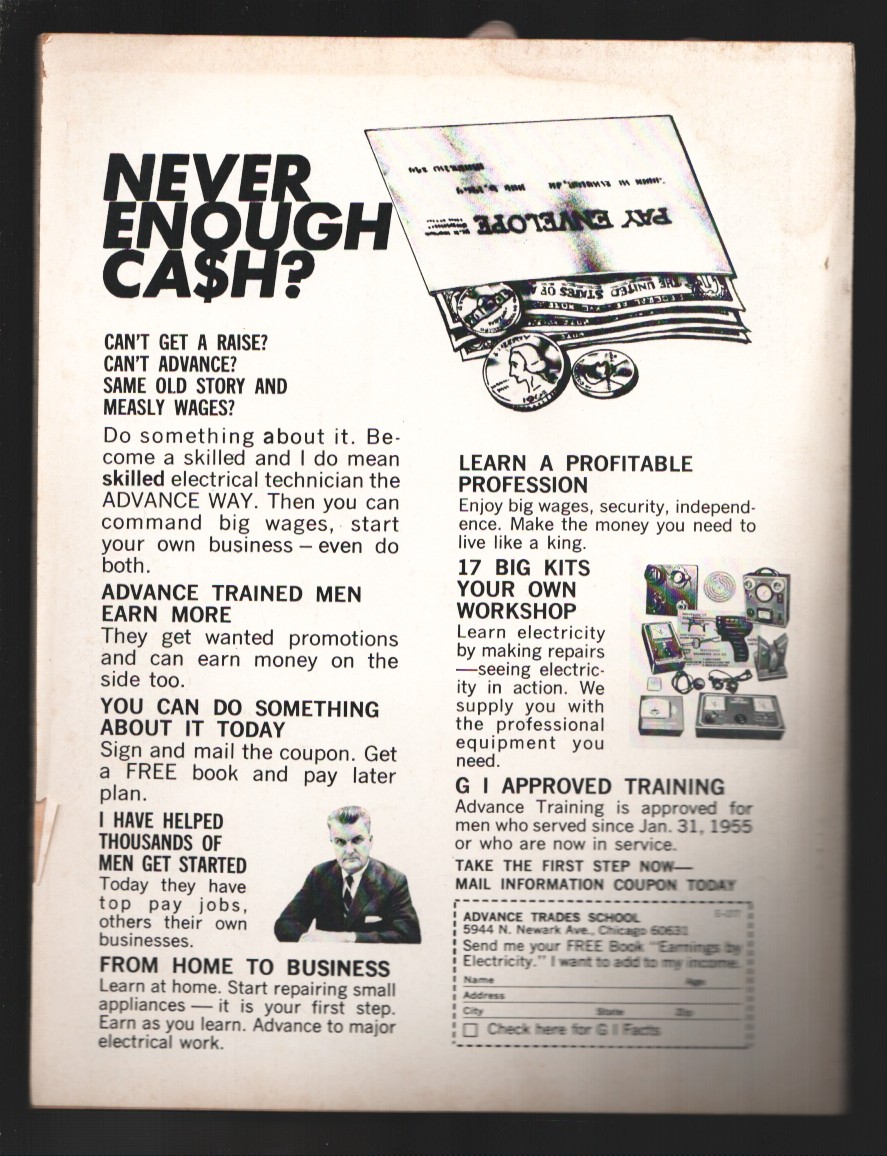 NEVER
ENOUGH
CA$H?
PAY ENVELOPE
THE UNITED STATES OF A
LIBERTY
CAN'T GET A RAISE?
CAN'T ADVANCE?
SAME OLD STORY AND
MEASLY WAGES?
Do something about it. Be-
come a skilled and I do mean
skilled electrical technician the
ADVANCE WAY. Then you can
command big wages, start
your own business – even do
both.
ADVANCE TRAINED MEN
EARN MORE
They get wanted promotions
and can earn money on the
side too.
YOU CAN DO SOMETHING
ABOUT IT TODAY
Sign and mail the coupon. Get
a FREE book and pay later
plan.
I HAVE HELPED
THOUSANDS OF
MEN GET STARTED
Today they have
top pay jobs,
others their own
businesses.
FROM HOME TO BUSINESS
Learn at home. Start repairing small
appliances — it is your first step.
Earn as you learn. Advance to major
electrical work.
LEARN A PROFITABLE
PROFESSION
Enjoy big wages, security, independ-
ence. Make the money you need to
live like a king.
17 BIG KITS
YOUR OWN
WORKSHOP
Learn electricity
by making repairs
—seeing electric-
ity in action. We
supply you with
the professional
equipment you
need.
G I APPROVED TRAINING
Advance Training is approved for
men who served since Jan. 31, 1955
or who are now in service.
TAKE THE FIRST STEP NOW—
MAIL INFORMATION COUPON TODAY
ADVANCE TRADES SCHOOL
5944 N. Newark Ave., Chicago 60631
Send me your FREE Book "Earnings by
Electricity." I want to add to my income.
Name Age
Address
City State Zip
Check here for G I Facts